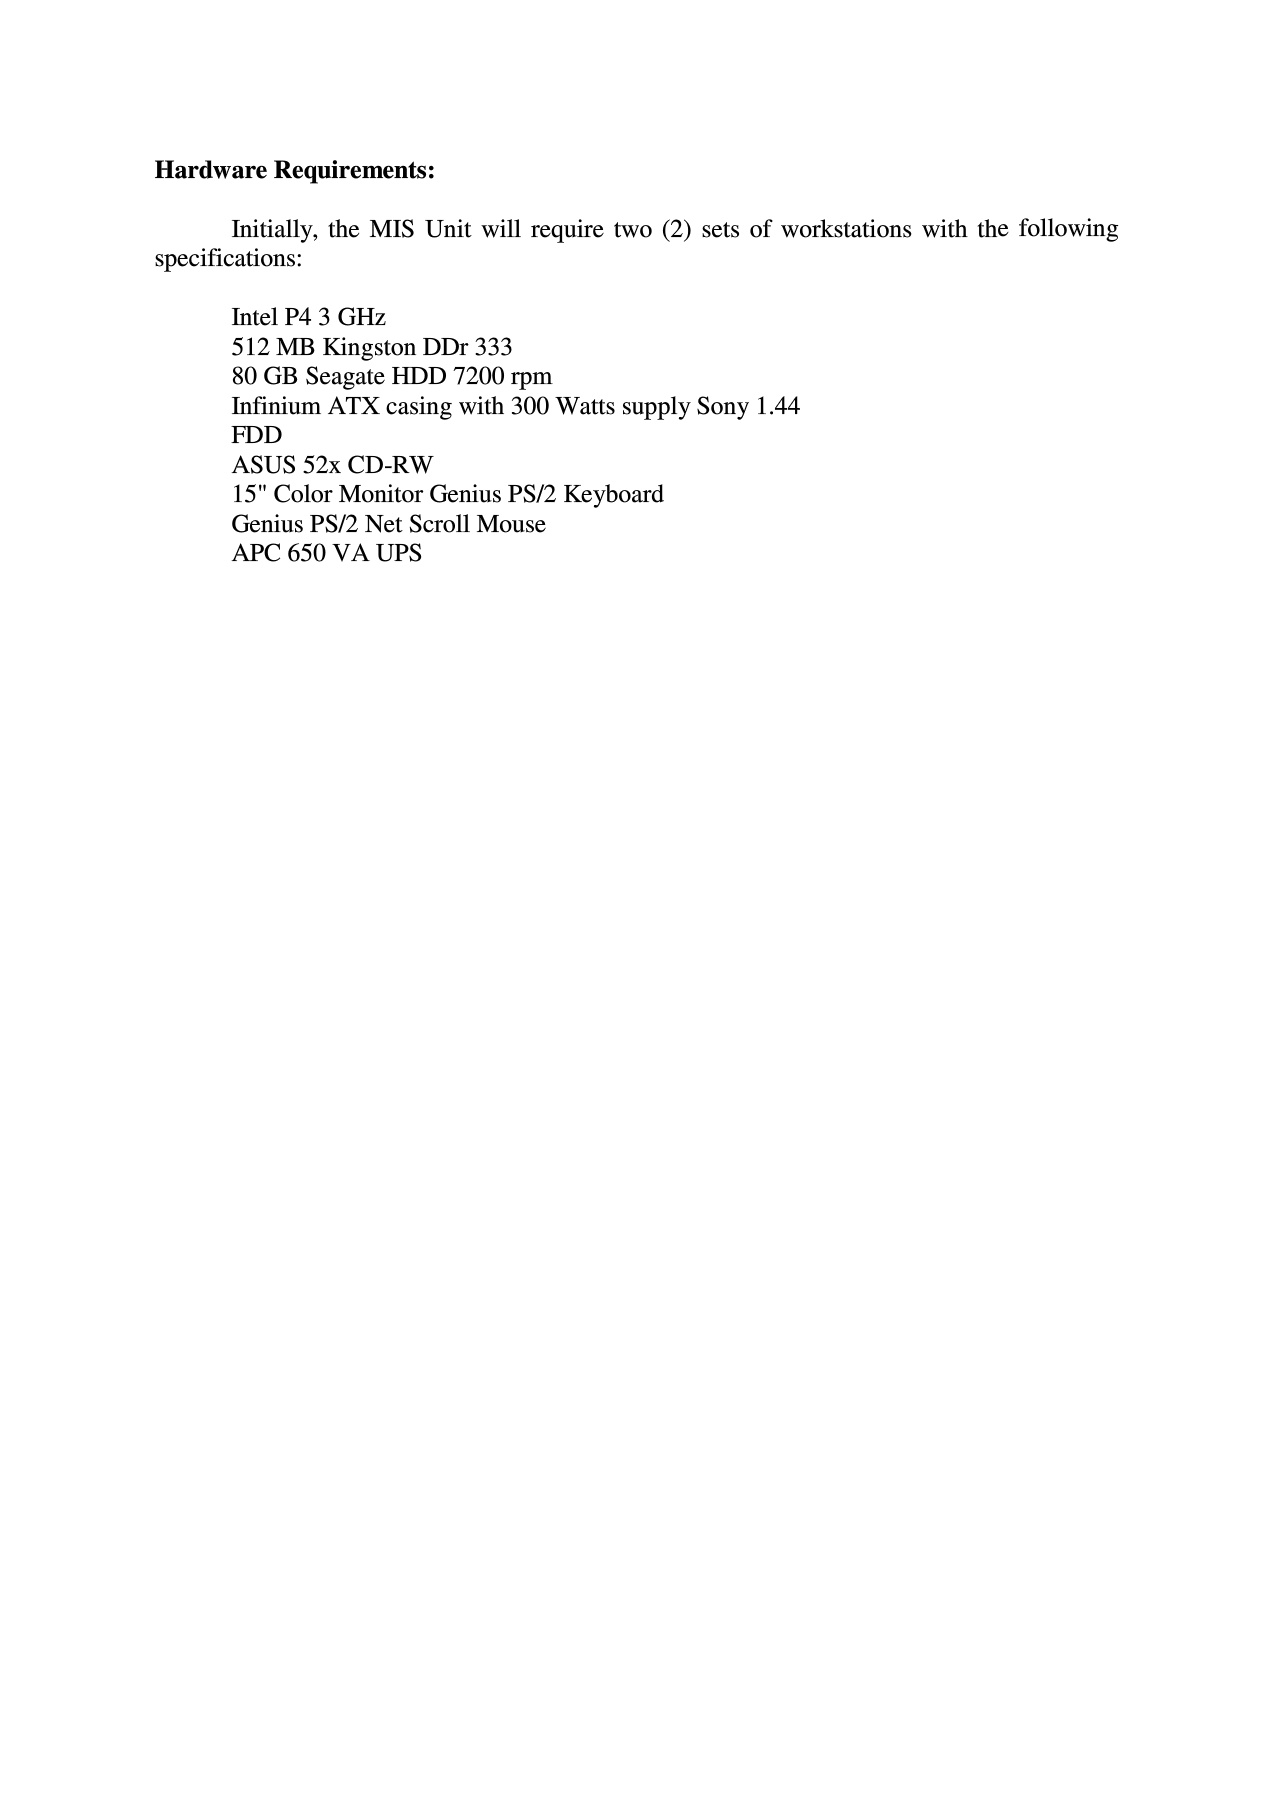 Hardware Requirements:
Initially, the MIS Unit will require two (2) sets of workstations with the following
specifications:
Intel P4 3 GHz
512 MB Kingston DDr 333
80 GB Seagate HDD 7200 rpm
Infinium ATX casing with 300 Watts supply Sony 1.44
FDD
ASUS 52x CD-RW
15" Color Monitor Genius PS/2 Keyboard
Genius PS/2 Net Scroll Mouse
APC 650 VA UPS